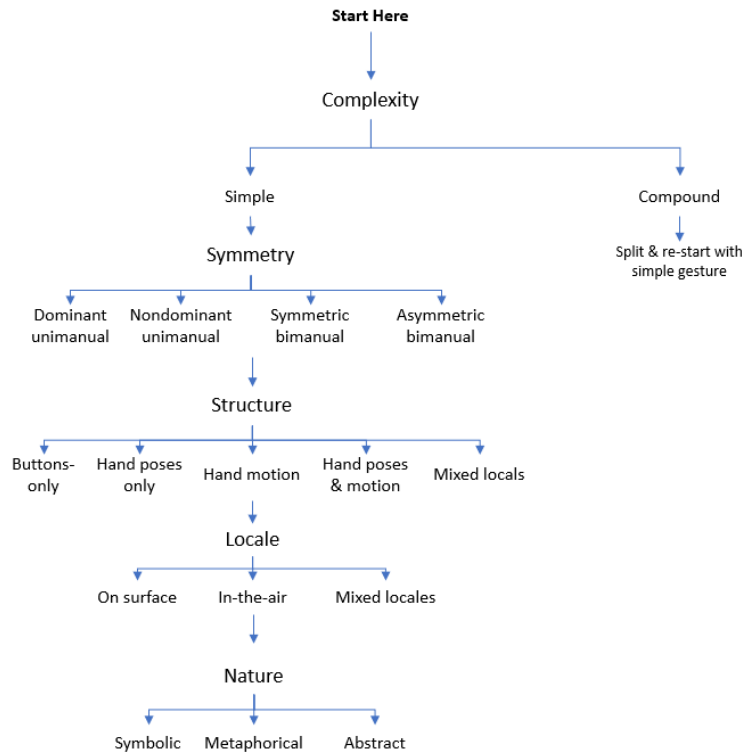 Start Here
Complexity
Simple
Compound
Split & re-start with
simple gesture
Symmetry
Dominant
unimanual
Nondominant
unimanual
Symmetric
bimanual
Asymmetric
bimanual
Structure
Buttons-
only
Hand poses
only
Hand motion
Hand poses
& motion
Mixed locals
Locale
On surface
In-the-air
Mixed locales
Nature
Symbolic
Metaphorical
Abstract